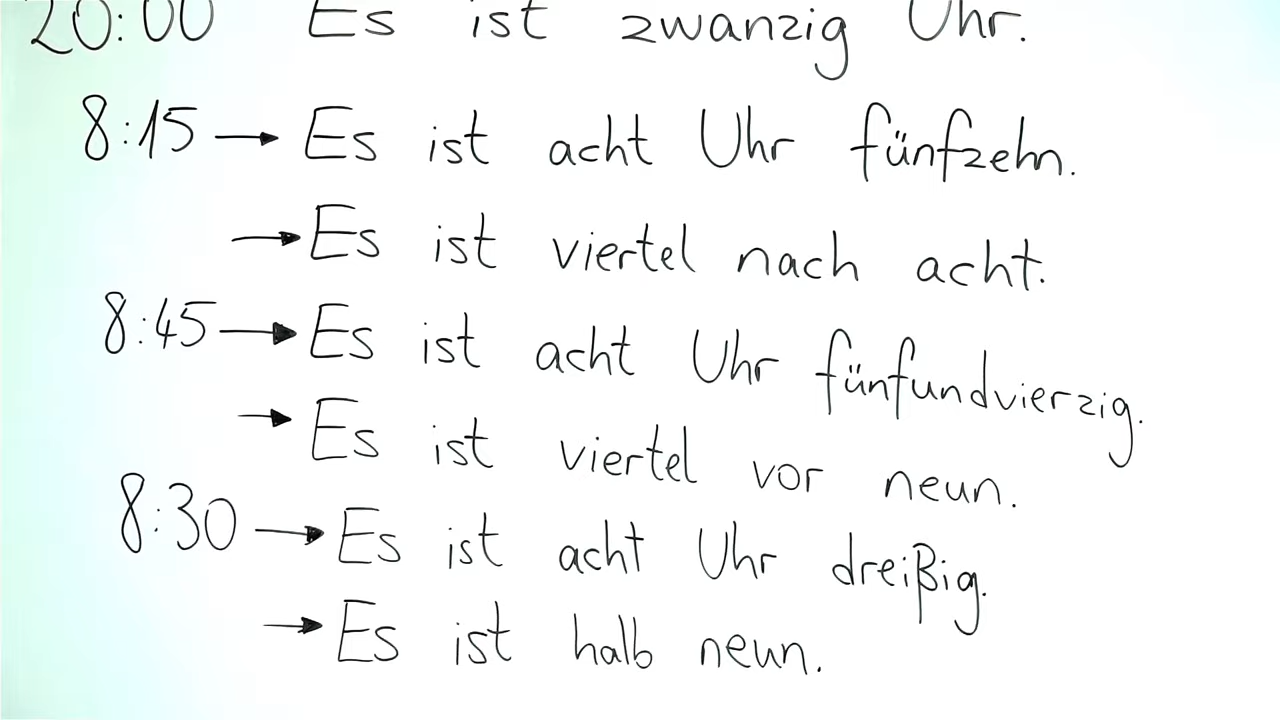 20:00 Es ist zwanzig Uhr.
8:15 → Es ist acht Uhr fünfzehn.
→ Es ist viertel nach acht.
8:45 → Es ist acht Uhr fünfundvierzig.
→ Es ist viertel vor neun.
8:30 → Es ist acht Uhr dreißig.
→ Es ist halb neun.